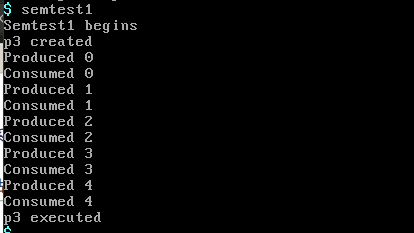 $ semtest1
Semtest1 begins
p3 created
Produced 0
Consumed 0
Produced 1
Consumed 1
Produced 2
Consumed 2
Produced 3
Consumed 3
Produced 4
Consumed 4
p3 executed
$